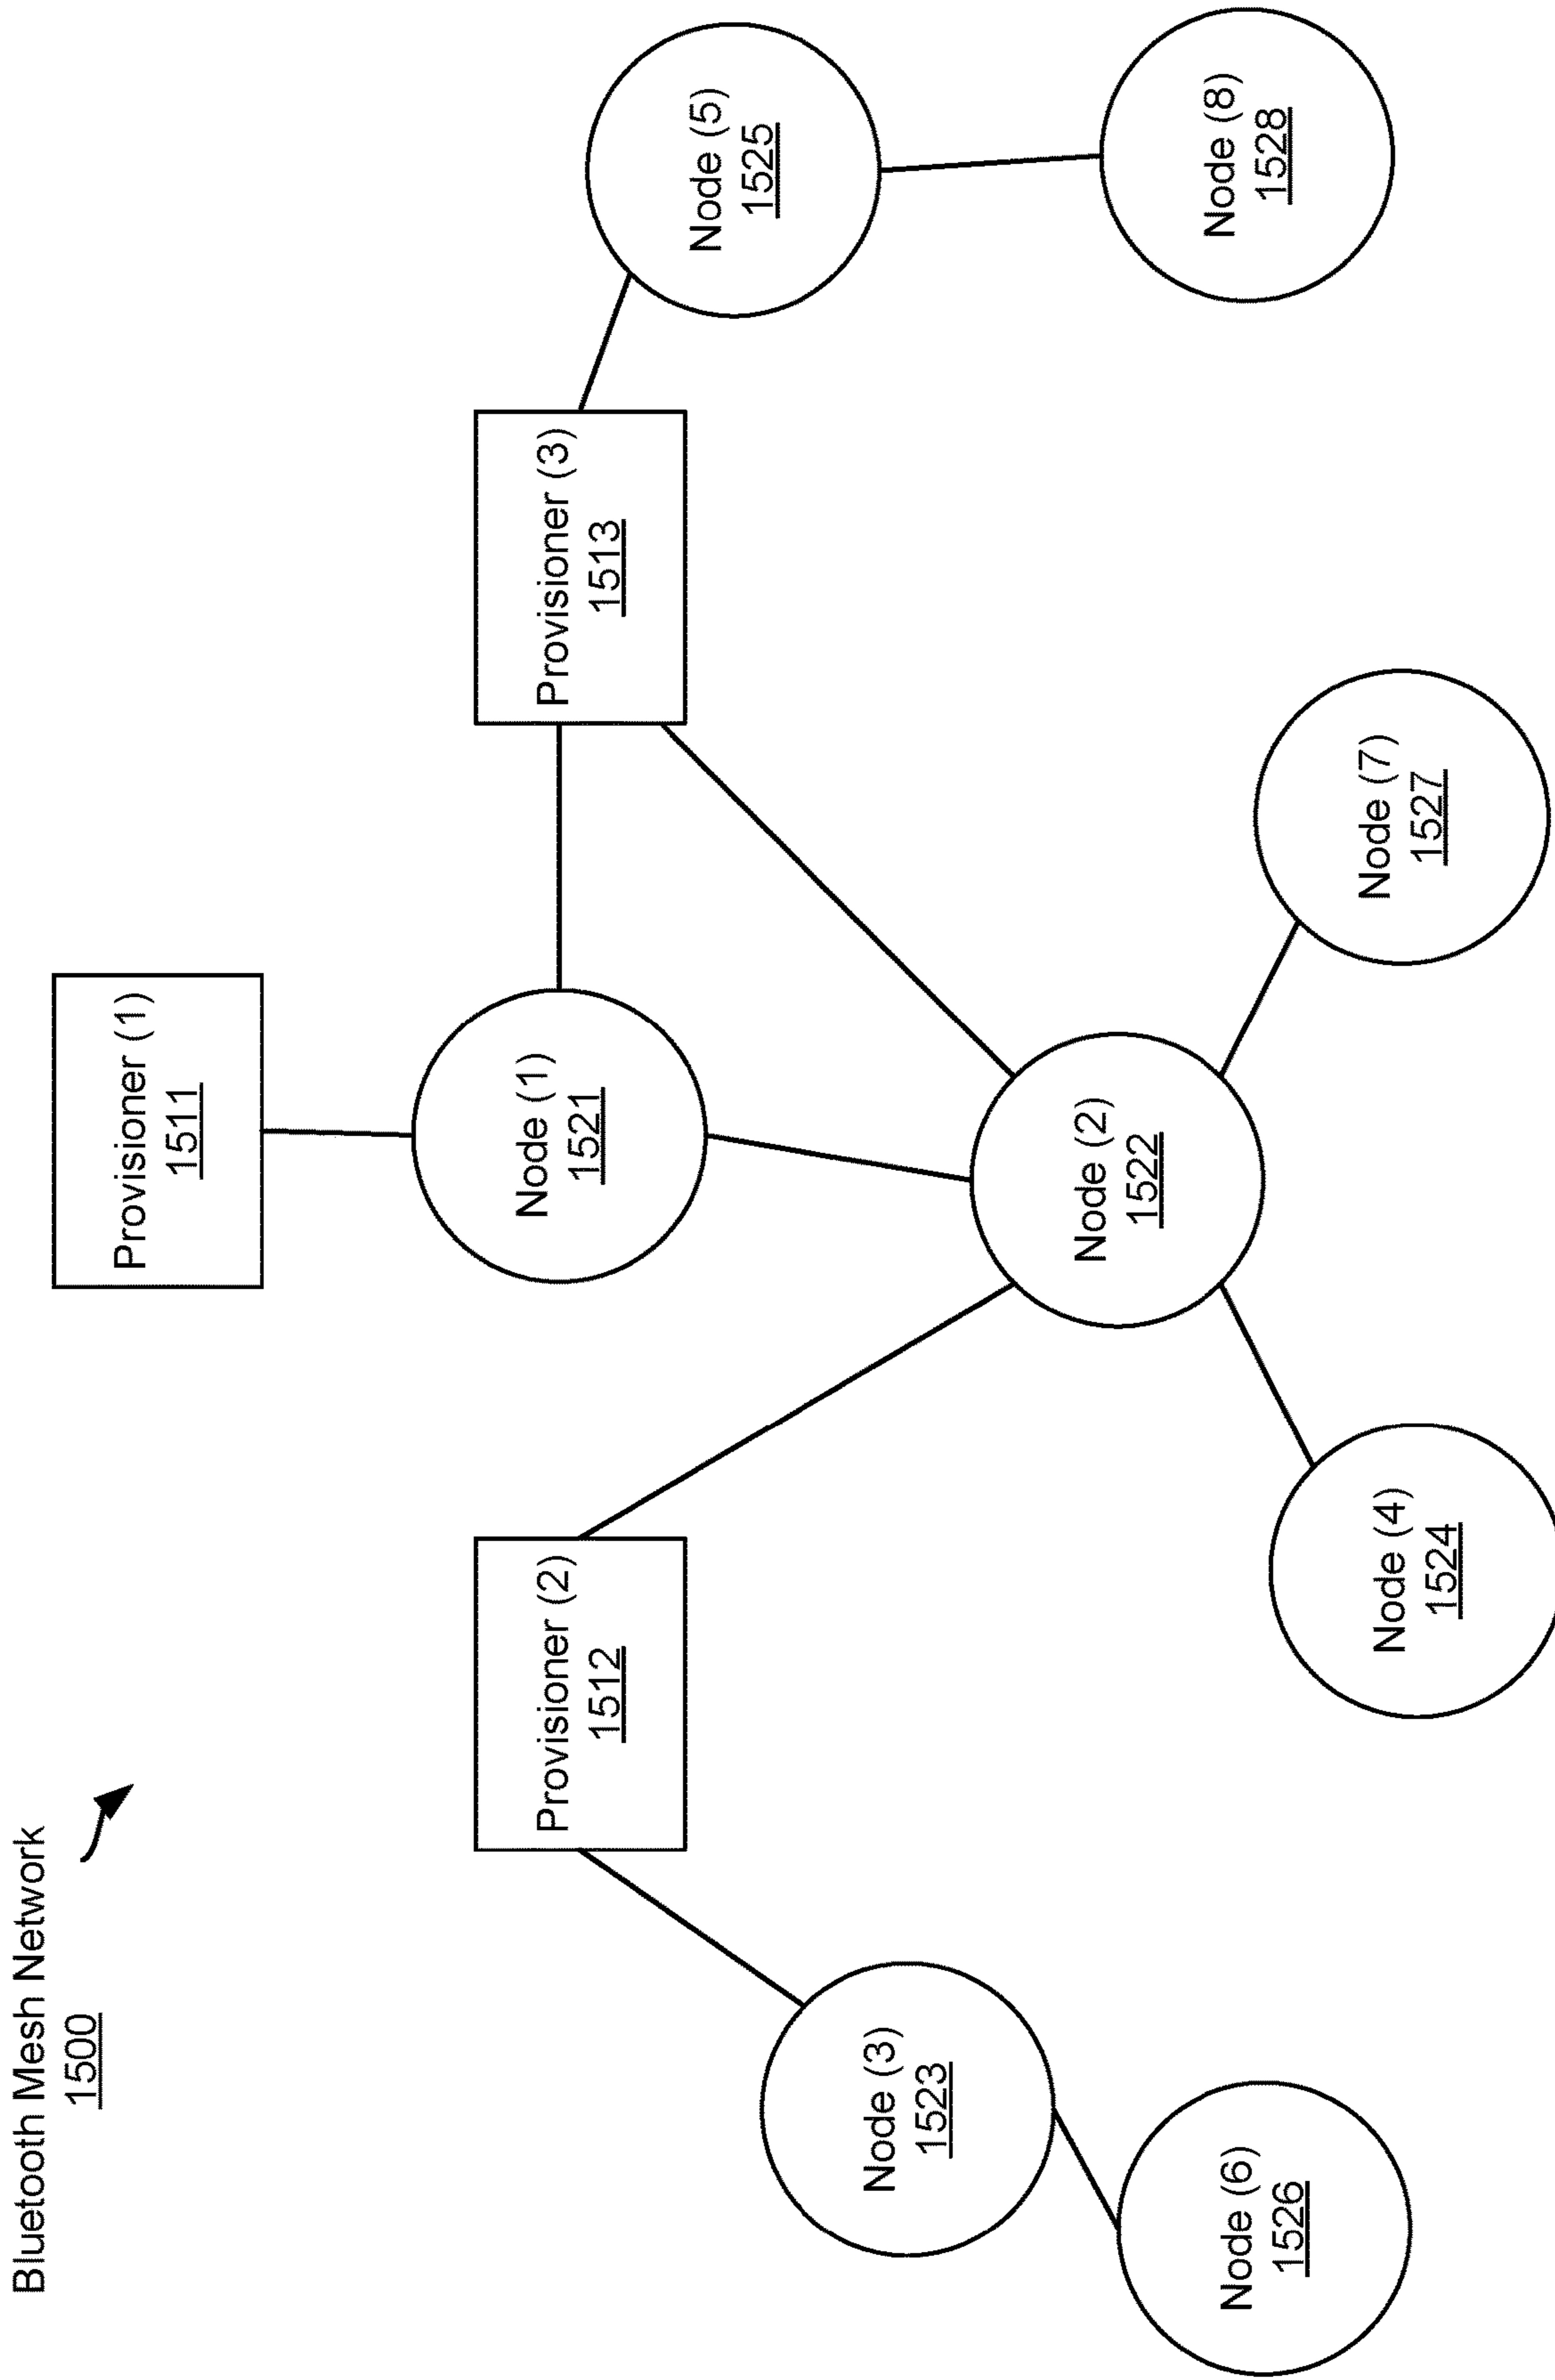 Bluetooth Mesh Network
1500
Provisioner (1)
1511
Provisioner (2)
1512
Node (1)
1521
Provisioner (3)
1513
Node (3)
1523
Node (2)
1522
Node (5)
1525
Node (6)
1526
Node (4)
1524
Node (7)
1527
Node (8)
1528